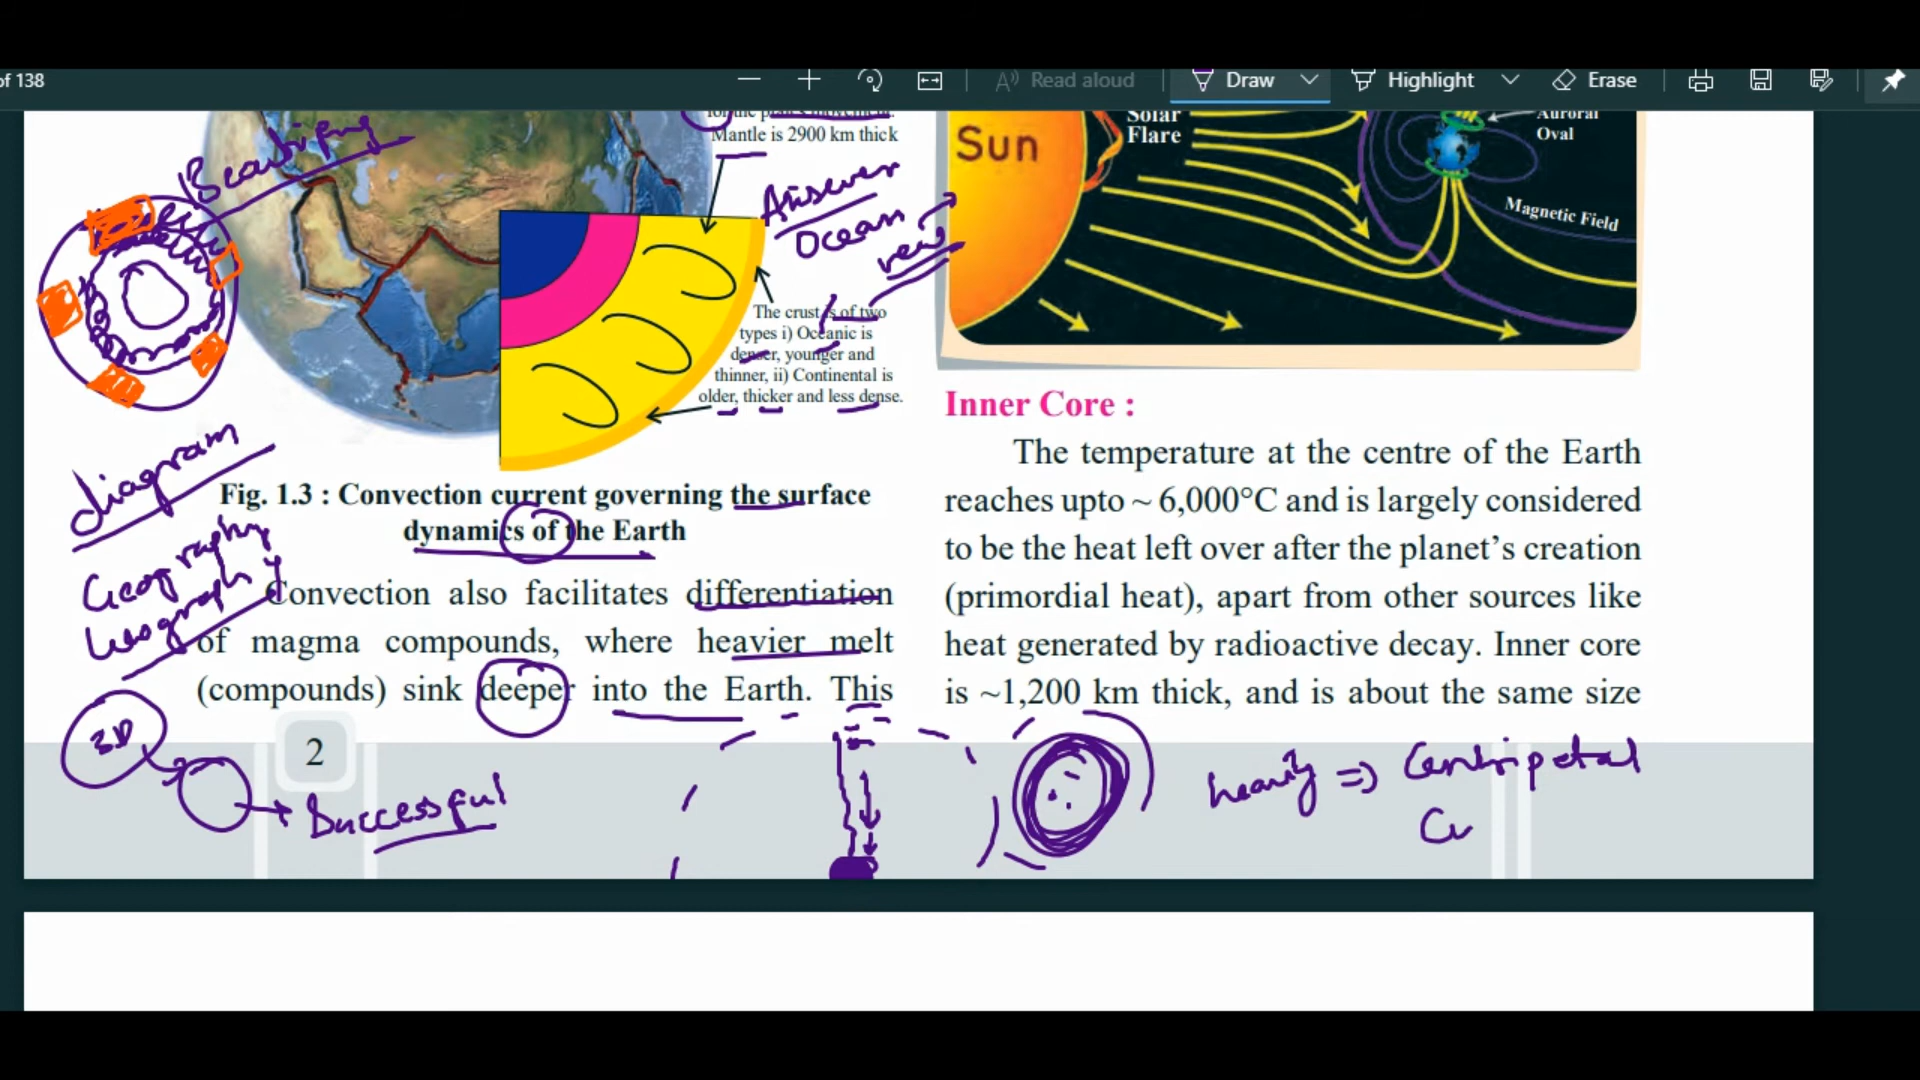 of 138
Read aloud
Draw
Highlight
Erase
for the planet's movement.
Mantle is 2900 km thick
The crust is of two
types i) Oceanic is
denser, younger and
thinner, ii) Continental is
older, thicker and less dense.
Fig. 1.3 : Convection current governing the surface
dynamics of the Earth
Convection also facilitates differentiation
of magma compounds, where heavier melt
(compounds) sink deeper into the Earth. This
2
Sun
Solar
Flare
Auroral
Oval
Magnetic Field
Inner Core :
The temperature at the centre of the Earth
reaches upto ~ 6,000°C and is largely considered
to be the heat left over after the planet's creation
(primordial heat), apart from other sources like
heat generated by radioactive decay. Inner core
is ~1,200 km thick, and is about the same size
Answer
Ocean
diagram
Geography
3D
Successful
heavily => Centripetal